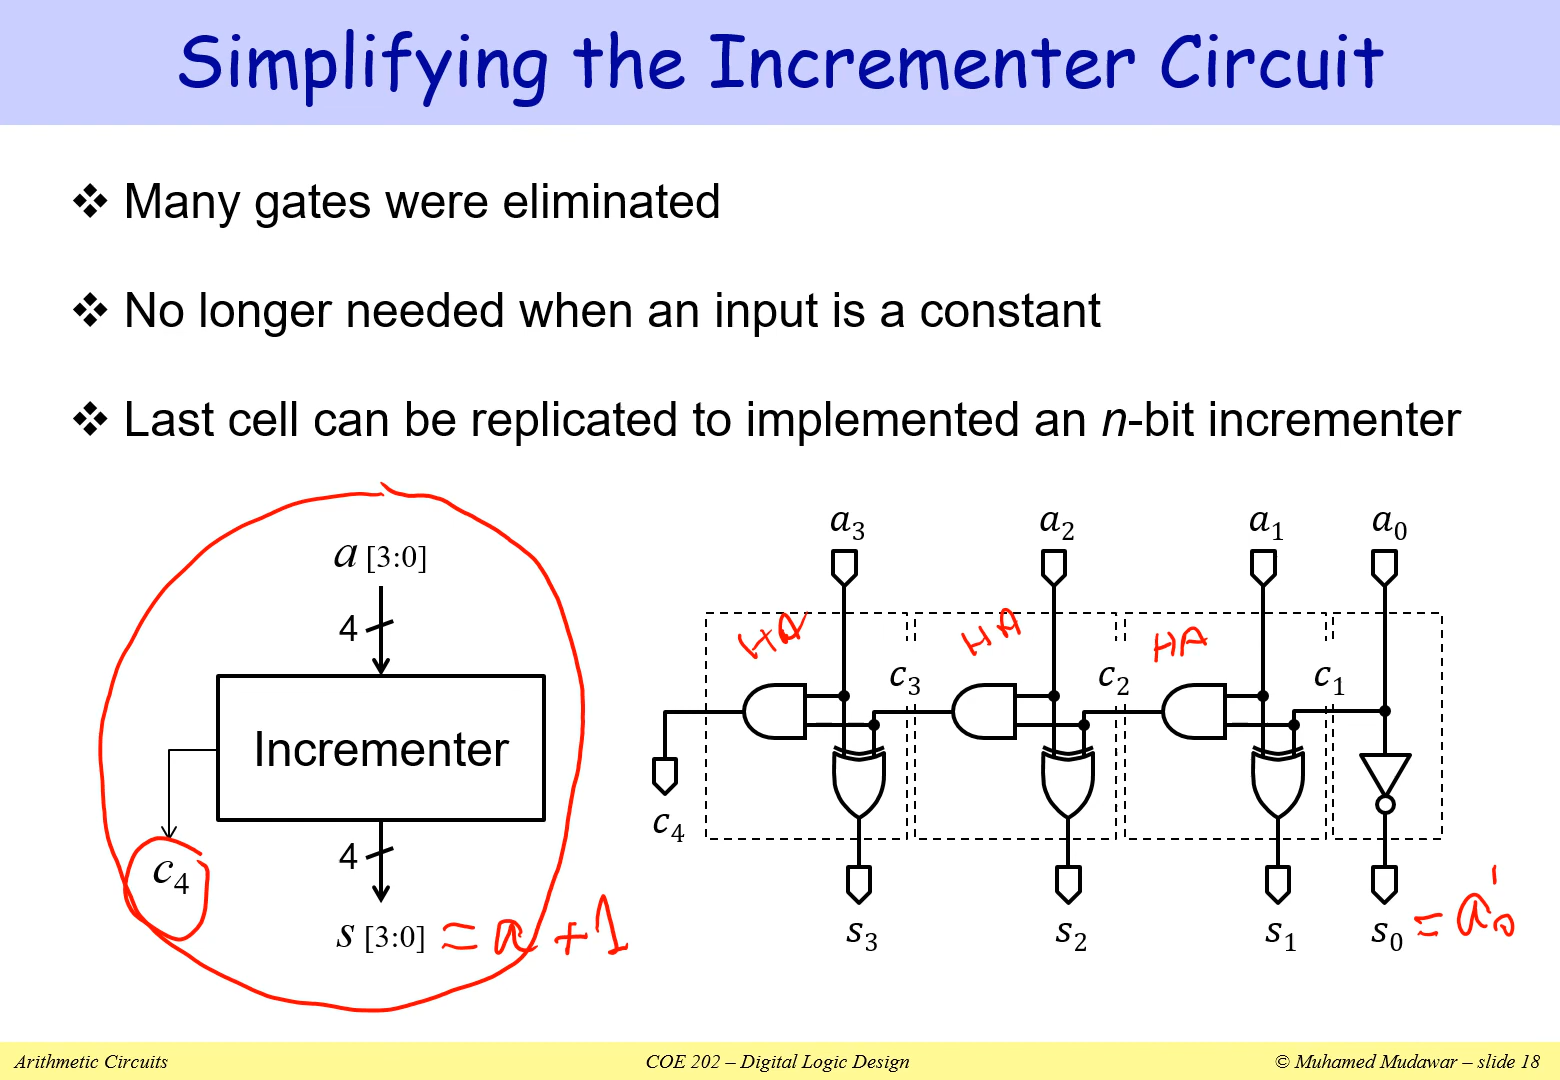 Simplifying the Incrementer Circuit
❖ Many gates were eliminated
❖ No longer needed when an input is a constant
❖ Last cell can be replicated to implemented an n-bit incrementer
a [3:0]
4
Incrementer
c4
4
s [3:0] = a + 1
a3 a2 a1 a0
HA HA HA
c3 c2 c1
c4
s3 s2 s1 s0 = a0'
Arithmetic Circuits
COE 202 – Digital Logic Design
© Muhamed Mudawar – slide 18